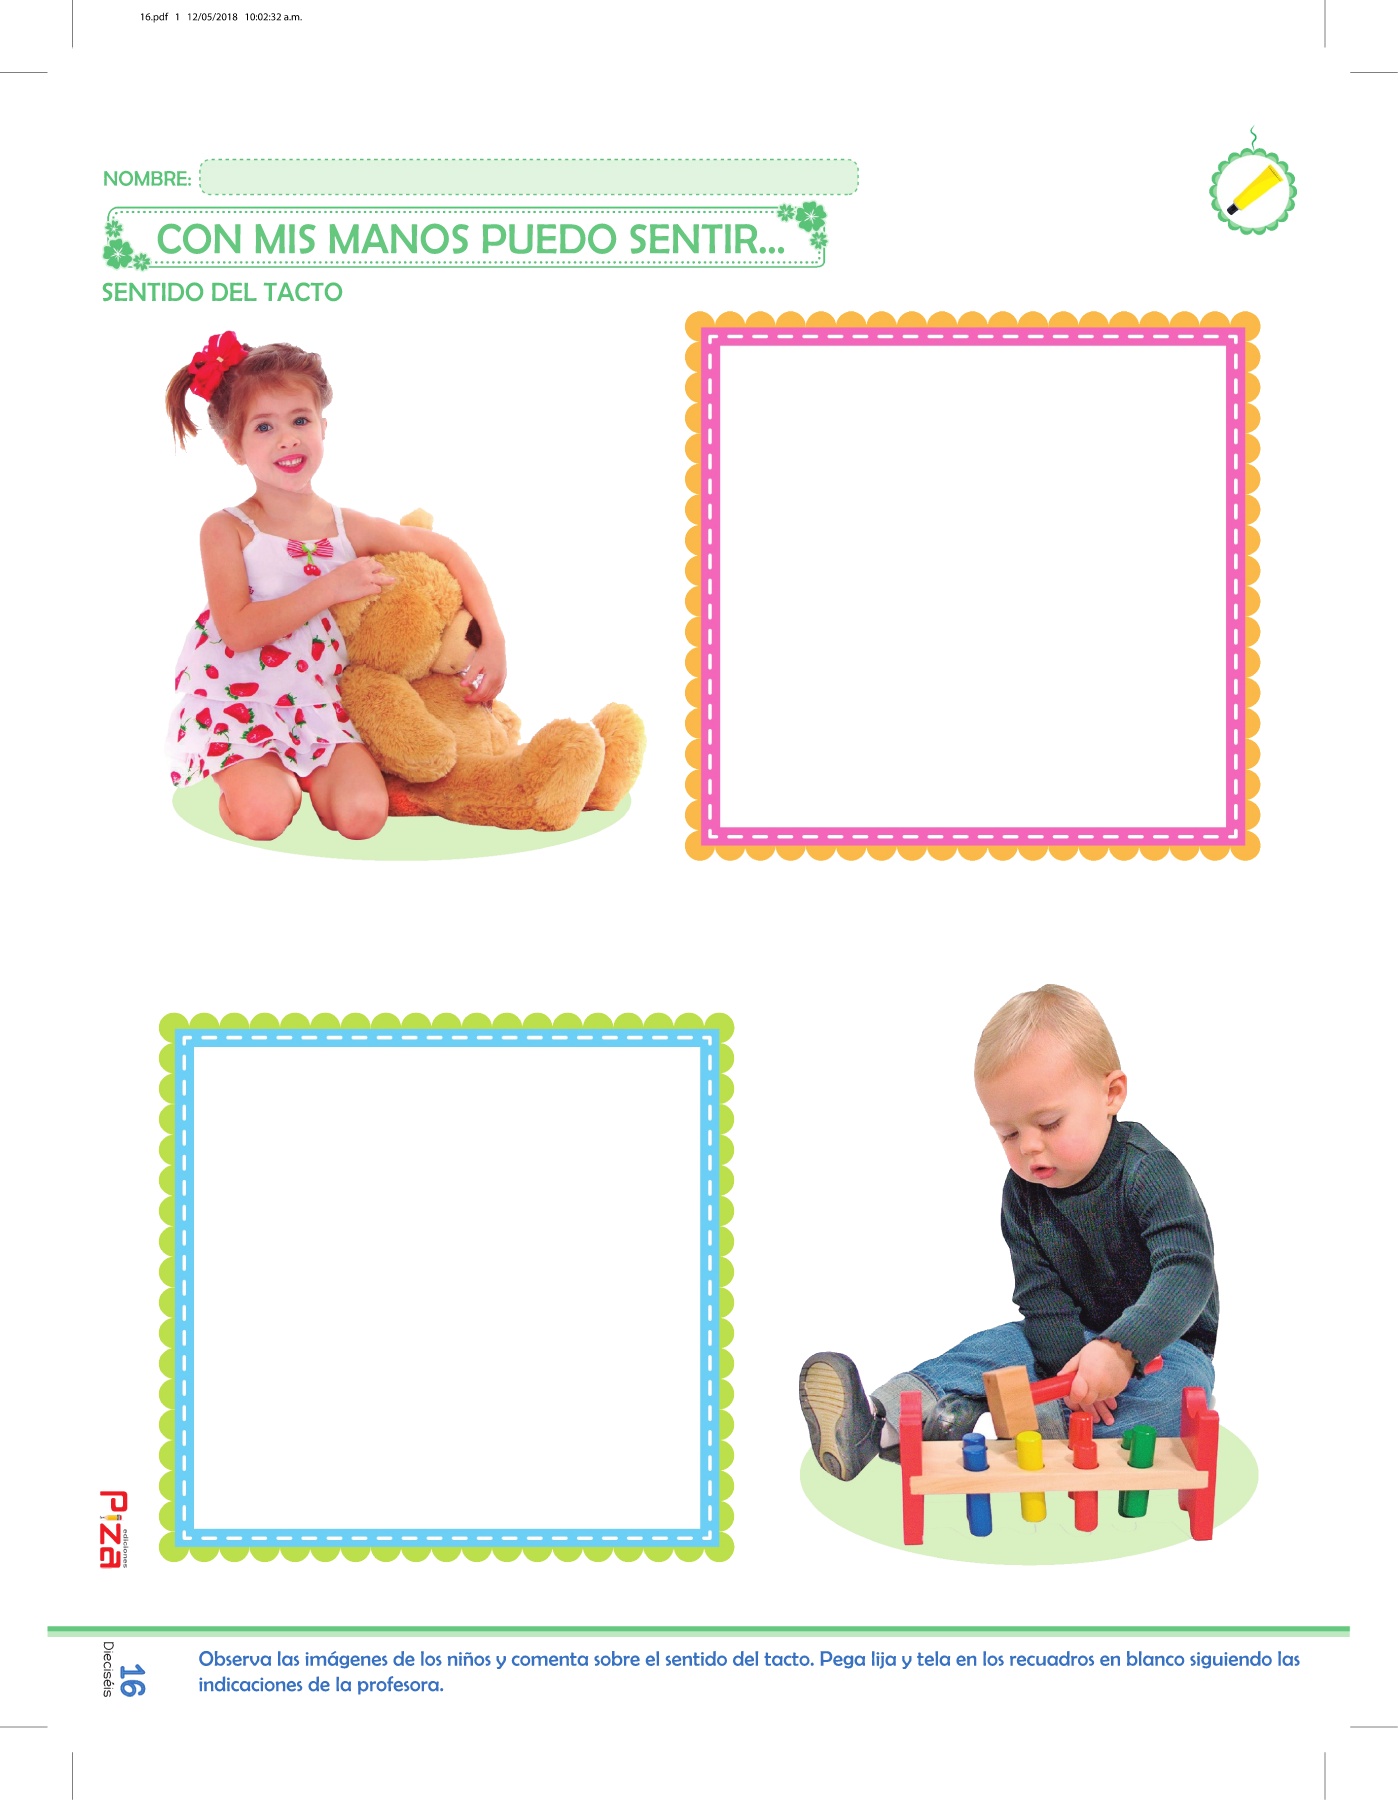 16.pdf 1 12/05/2018 10:02:32 a.m.
NOMBRE:
CON MIS MANOS PUEDO SENTIR...
SENTIDO DEL TACTO
Piza
ediciones
16
Dieciséis
Observa las imágenes de los niños y comenta sobre el sentido del tacto. Pega lija y tela en los recuadros en blanco siguiendo las
indicaciones de la profesora.